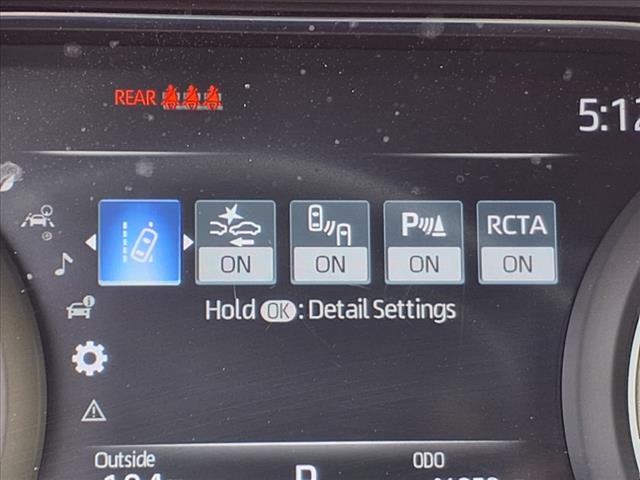 REAR
5:12
P RCTA
ON ON ON ON
Hold OK : Detail Settings
Outside ODO